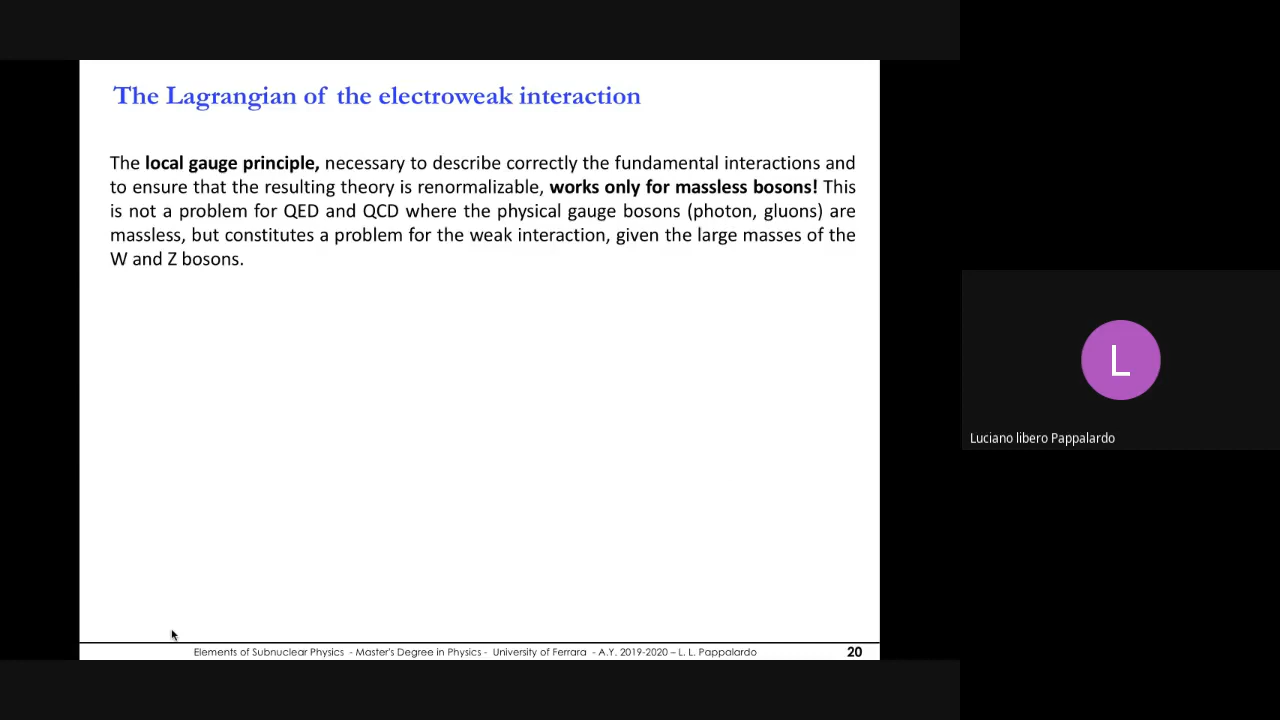 The Lagrangian of the electroweak interaction
The local gauge principle, necessary to describe correctly the fundamental interactions and
to ensure that the resulting theory is renormalizable, works only for massless bosons! This
is not a problem for QED and QCD where the physical gauge bosons (photon, gluons) are
massless, but constitutes a problem for the weak interaction, given the large masses of the
W and Z bosons.
L
Luciano libero Pappalardo
Elements of Subnuclear Physics - Master's Degree in Physics - University of Ferrara - A.Y. 2019-2020 – L. L. Pappalardo
20